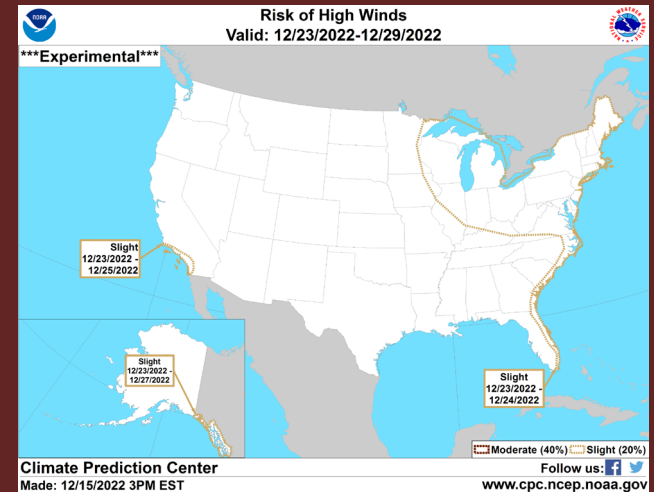 NOAA
Risk of High Winds
Valid: 12/23/2022-12/29/2022
***Experimental***
Slight
12/23/2022 -
12/25/2022
Slight
12/23/2022 -
12/27/2022
Slight
12/23/2022 -
12/24/2022
Moderate (40%) Slight (20%)
Climate Prediction Center
Made: 12/15/2022 3PM EST
Follow us:
www.cpc.ncep.noaa.gov